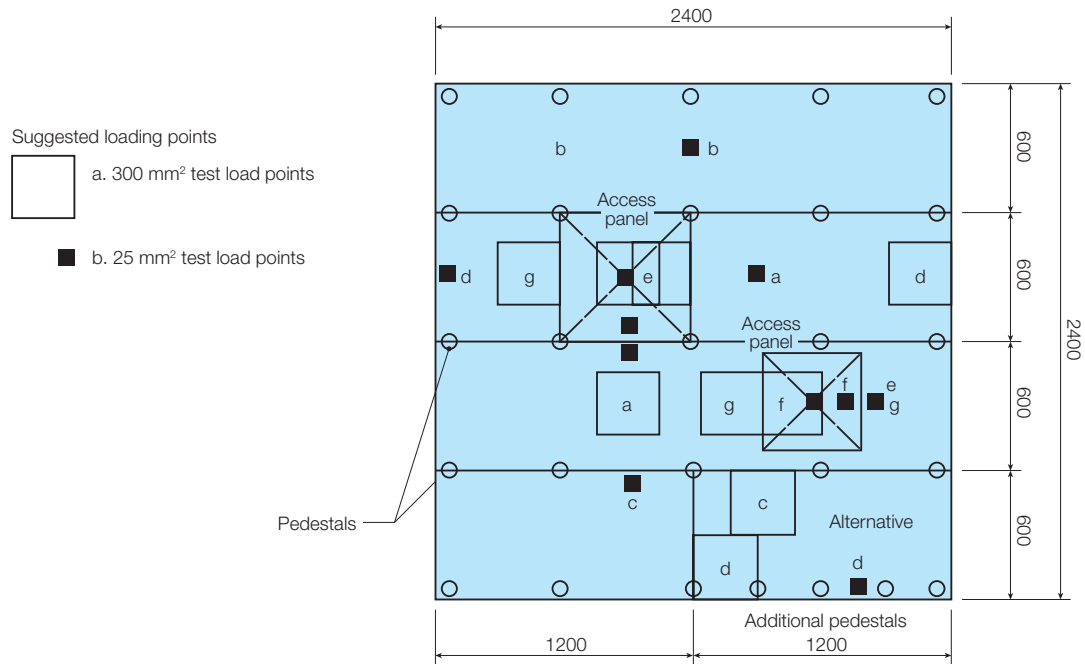 2400
Suggested loading points
a. 300 mm² test load points
b. 25 mm² test load points
b
b
600
Access
panel
d
g
e
a
d
600
2400
Access
panel
a
g
f
f
e
g
600
c
c
Alternative
Pedestals
d
d
600
Additional pedestals
1200
1200